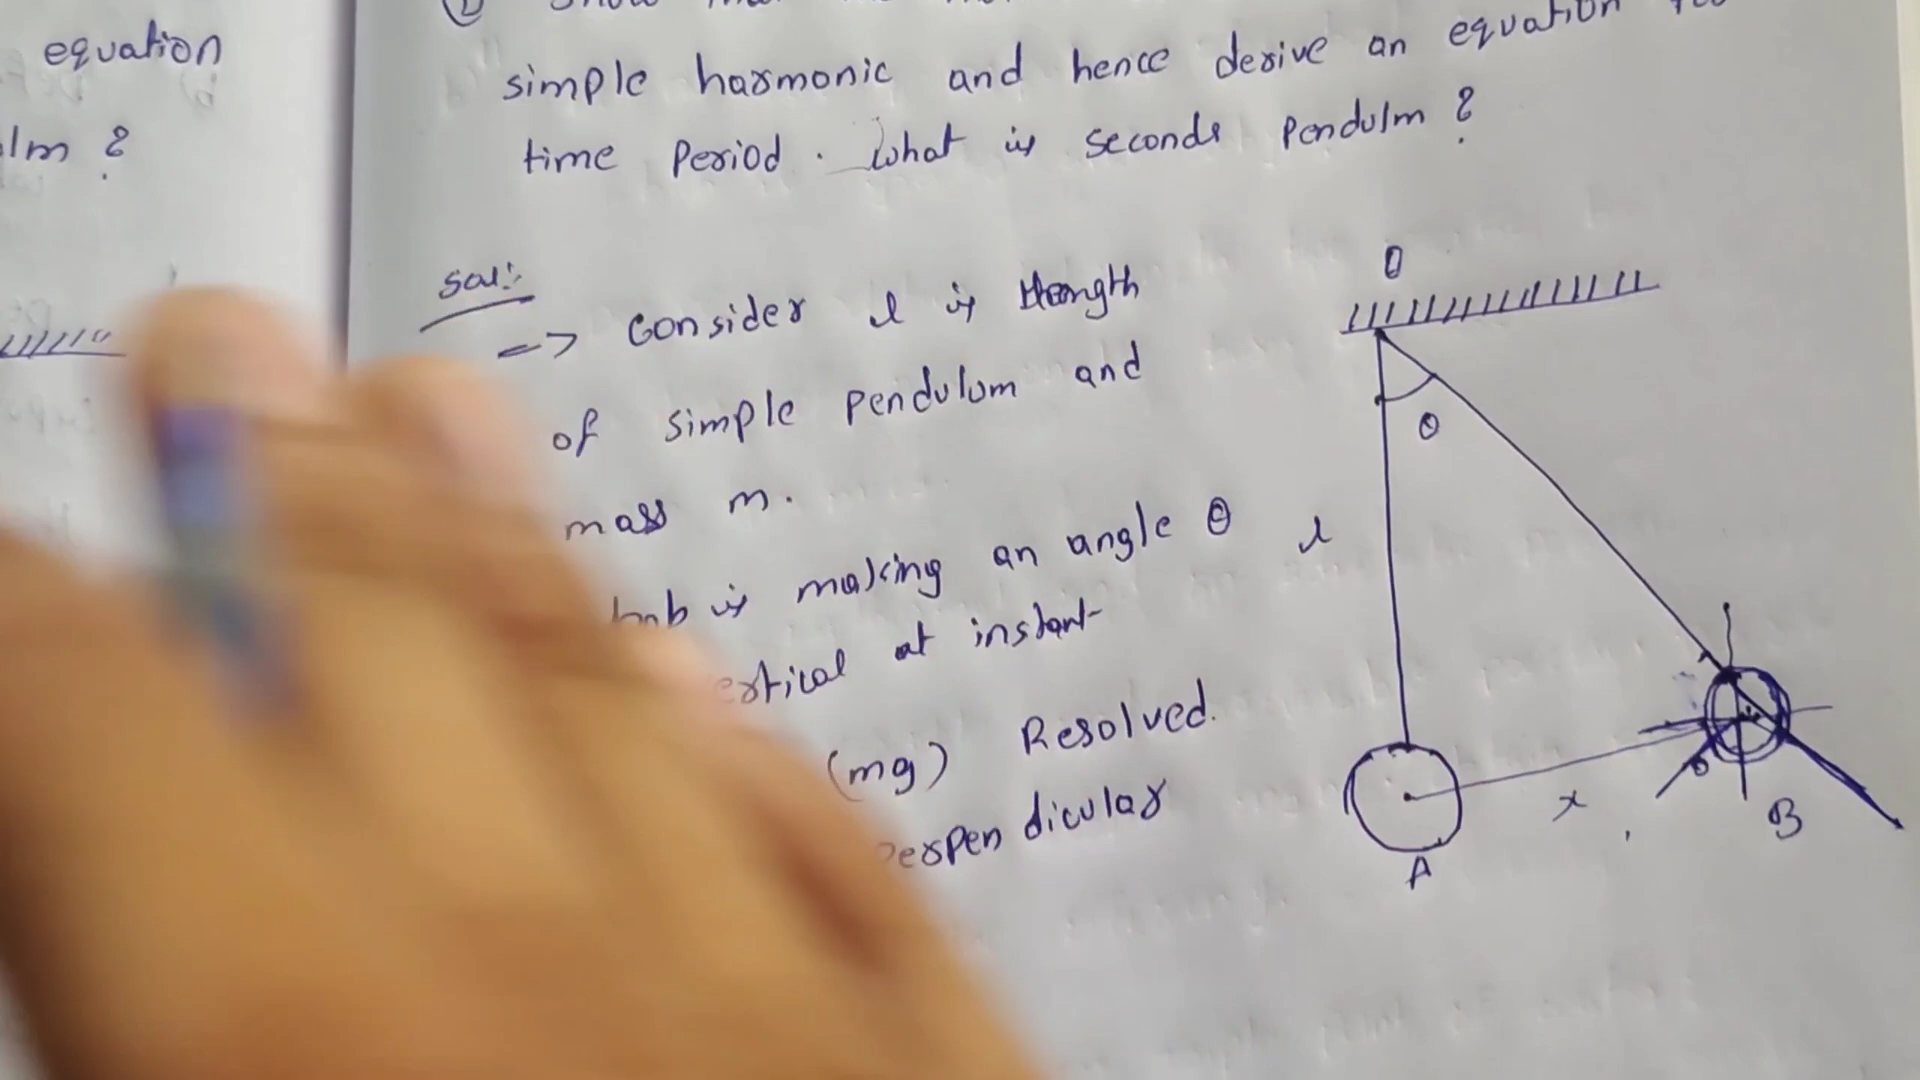 equation
lm ?
simple harmonic and hence derive an equation
time Period . What is seconds Pendulm ?
Sol:
=> Consider l is length
of simple pendulum and
mass m.
bob is making an angle θ
ertical at instant
(mg) Resolved.
perpendicular
O
θ
l
x
A
B